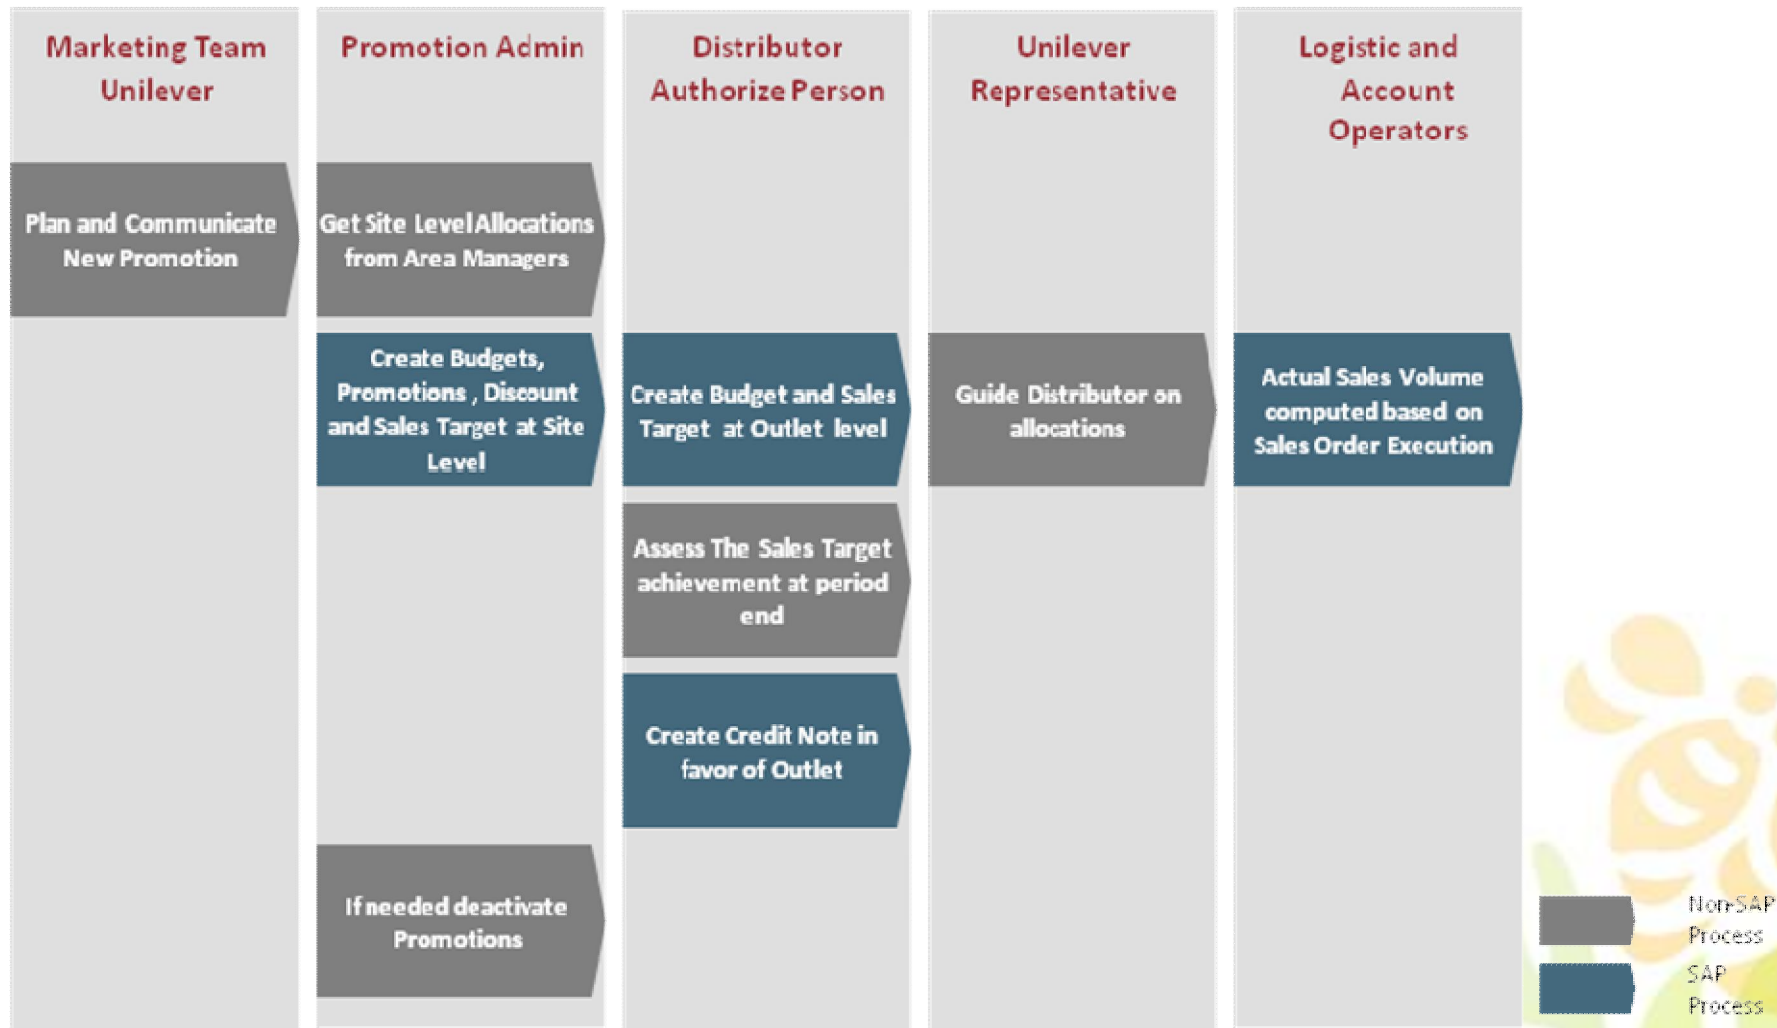 Marketing Team
Unilever
Promotion Admin
Distributor
Authorize Person
Unilever
Representative
Logistic and
Account
Operators
Plan and Communicate
New Promotion
Get Site Level Allocations
from Area Managers
Create Budgets,
Promotions , Discount
and Sales Target at Site
Level
Create Budget and Sales
Target at Outlet level
Guide Distributor on
allocations
Actual Sales Volume
computed based on
Sales Order Execution
Assess The Sales Target
achievement at period
end
Create Credit Note in
favor of Outlet
If needed deactivate
Promotions
Non-SAP
Process
SAP
Process